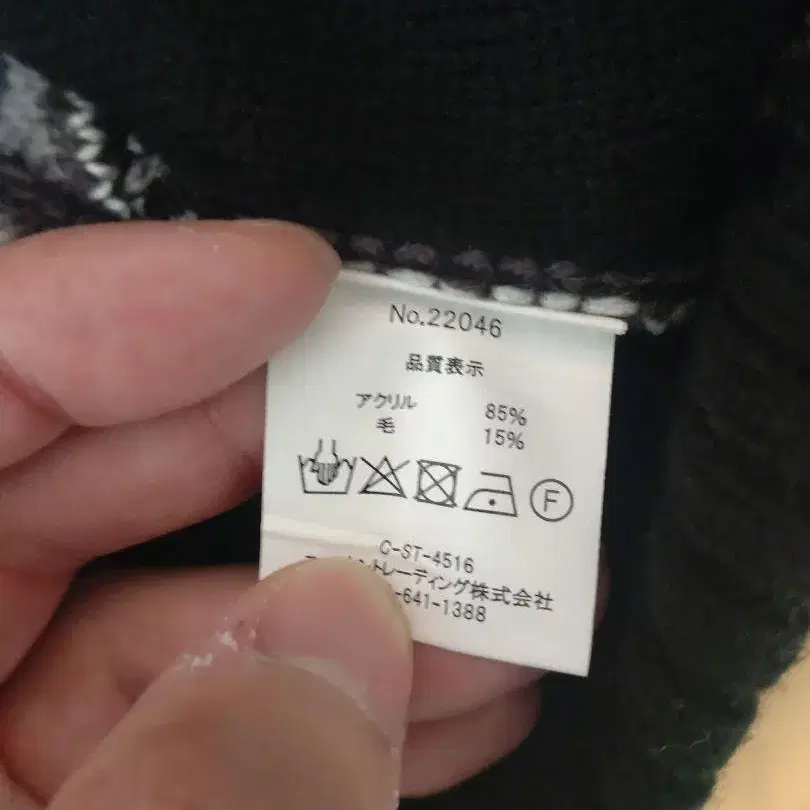 No.22046
品質表示
アクリル 85%
毛 15%
F
C-ST-4516
トレーディング株式会社
-641-1388